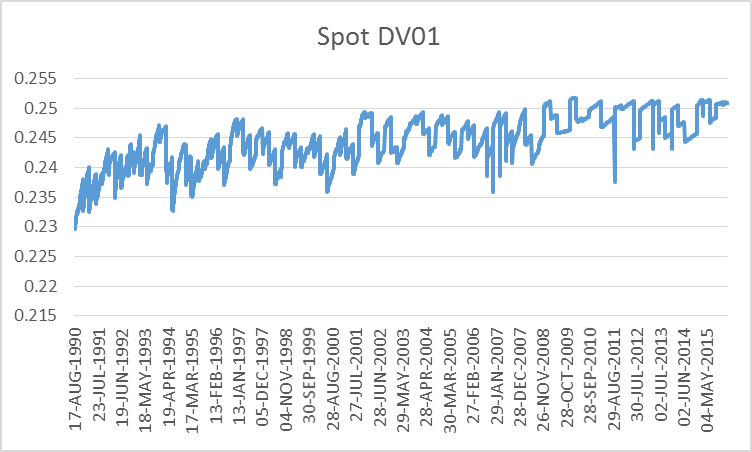 Spot DV01
0.255
0.25
0.245
0.24
0.235
0.23
0.225
0.22
0.215
17-AUG-1990
23-JUL-1991
19-JUN-1992
18-MAY-1993
19-APR-1994
17-MAR-1995
13-FEB-1996
13-JAN-1997
05-DEC-1997
04-NOV-1998
30-SEP-1999
28-AUG-2000
27-JUL-2001
28-JUN-2002
29-MAY-2003
28-APR-2004
30-MAR-2005
27-FEB-2006
29-JAN-2007
27-DEC-2007
26-NOV-2008
28-OCT-2009
28-SEP-2010
29-AUG-2011
30-JUL-2012
02-JUL-2013
02-JUN-2014
04-MAY-2015